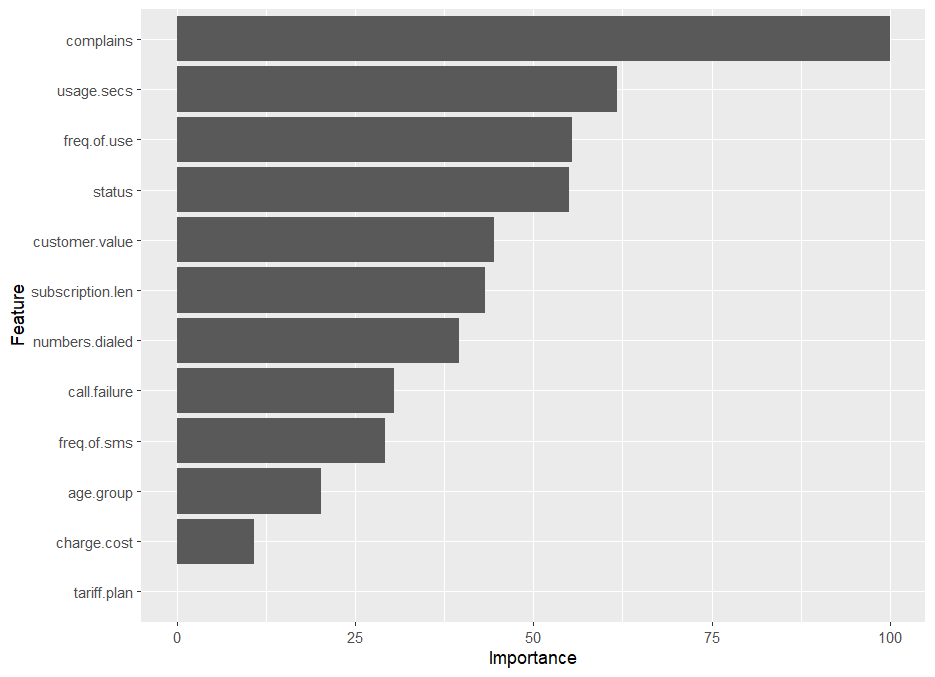 complains
usage.secs
freq.of.use
status
customer.value
subscription.len
numbers.dialed
call.failure
freq.of.sms
age.group
charge.cost
tariff.plan
Feature
0 25 50 75 100
Importance